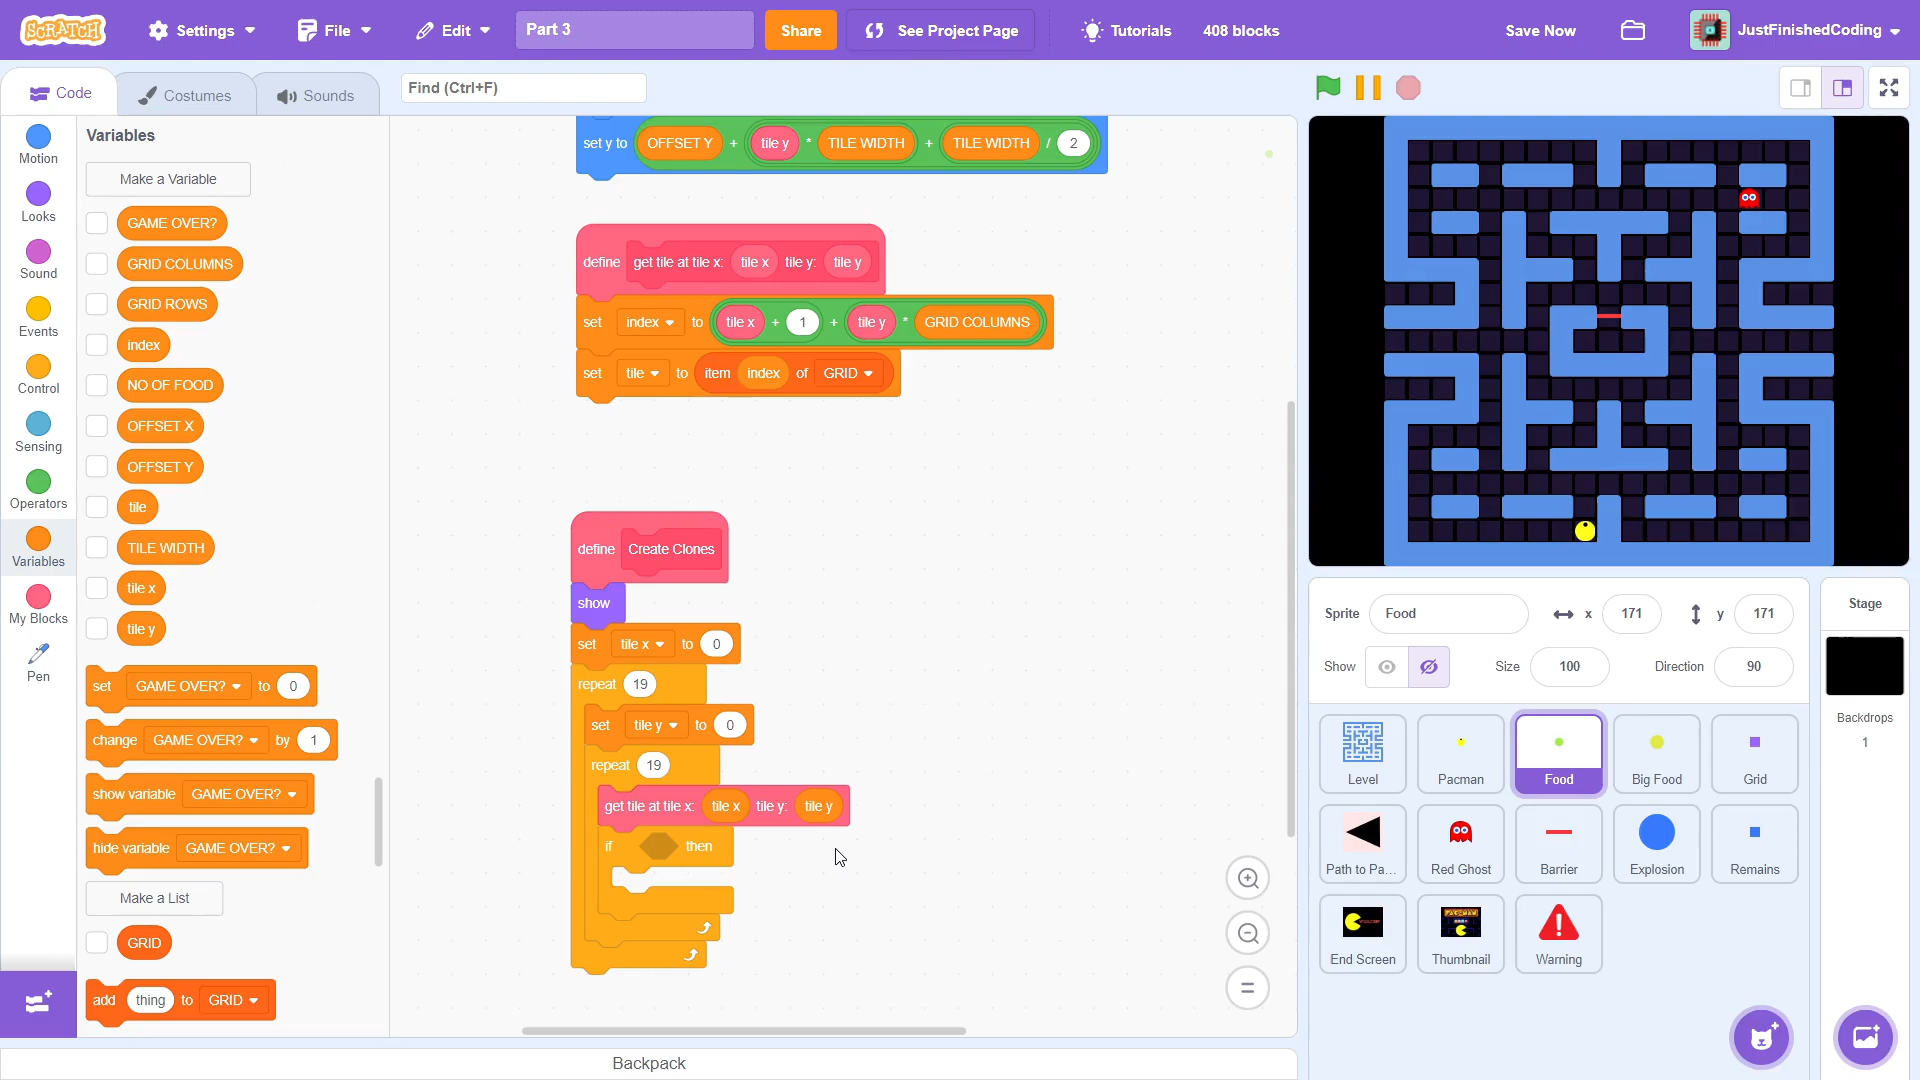 SCRATCH
Settings
File
Edit
Part 3
Share
See Project Page
Tutorials
408 blocks
Save Now
JustFinishedCoding
Code
Costumes
Sounds
Find (Ctrl+F)
Motion
Looks
Sound
Events
Control
Sensing
Operators
Variables
My Blocks
Pen
Variables
Make a Variable
GAME OVER?
GRID COLUMNS
GRID ROWS
index
NO OF FOOD
OFFSET X
OFFSET Y
tile
TILE WIDTH
tile x
tile y
set GAME OVER? to 0
change GAME OVER? by 1
show variable GAME OVER?
hide variable GAME OVER?
Make a List
GRID
add thing to GRID
set y to OFFSET Y + tile y * TILE WIDTH + TILE WIDTH / 2
define get tile at tile x: tile x tile y: tile y
set index to tile x + 1 + tile y * GRID COLUMNS
set tile to item index of GRID
define Create Clones
show
set tile x to 0
repeat 19
set tile y to 0
repeat 19
get tile at tile x: tile x tile y: tile y
if then
Backpack
Sprite Food x 171 y 171
Show Size 100 Direction 90
Level
Pacman
Food
Big Food
Grid
Path to Pa...
Red Ghost
Barrier
Explosion
Remains
End Screen
Thumbnail
Warning
Stage
Backdrops
1